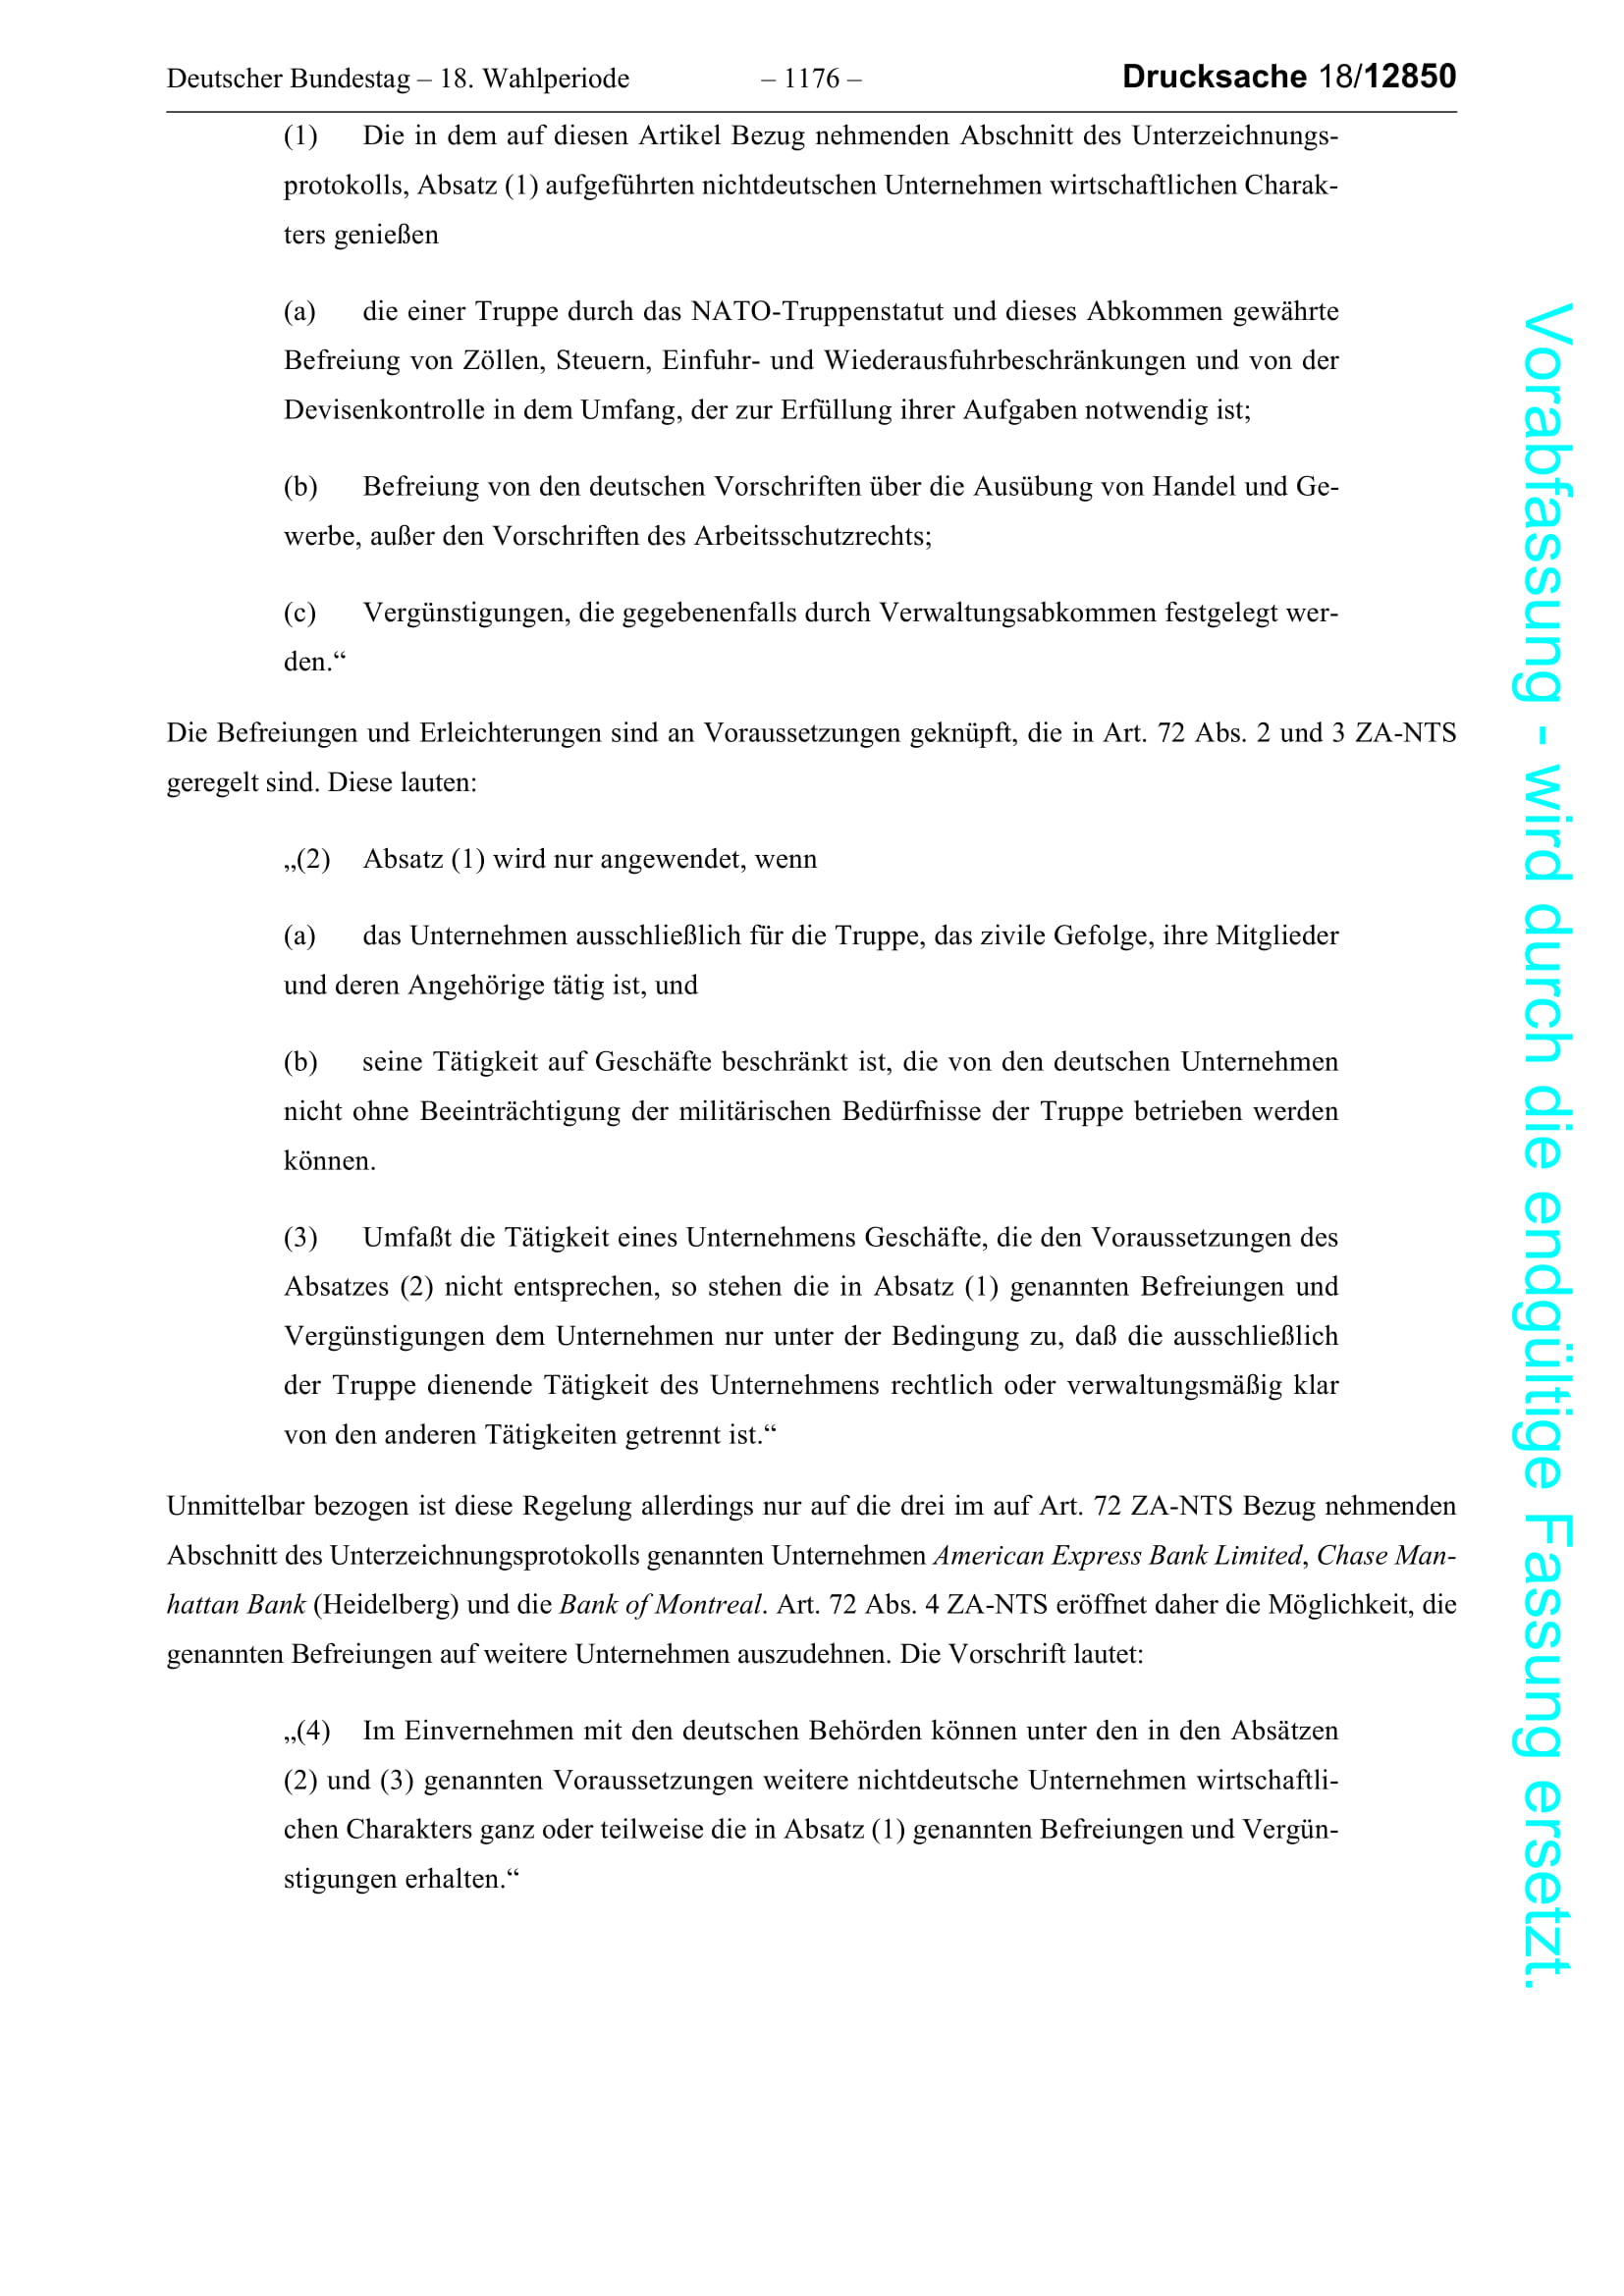 Deutscher Bundestag – 18. Wahlperiode – 1176 – Drucksache 18/12850
(1) Die in dem auf diesen Artikel Bezug nehmenden Abschnitt des Unterzeichnungs-
protokolls, Absatz (1) aufgeführten nichtdeutschen Unternehmen wirtschaftlichen Charak-
ters genießen
(a) die einer Truppe durch das NATO-Truppenstatut und dieses Abkommen gewährte
Befreiung von Zöllen, Steuern, Einfuhr- und Wiederausfuhrbeschränkungen und von der
Devisenkontrolle in dem Umfang, der zur Erfüllung ihrer Aufgaben notwendig ist;
(b) Befreiung von den deutschen Vorschriften über die Ausübung von Handel und Ge-
werbe, außer den Vorschriften des Arbeitsschutzrechts;
(c) Vergünstigungen, die gegebenenfalls durch Verwaltungsabkommen festgelegt wer-
den.“
Die Befreiungen und Erleichterungen sind an Voraussetzungen geknüpft, die in Art. 72 Abs. 2 und 3 ZA-NTS
geregelt sind. Diese lauten:
„(2) Absatz (1) wird nur angewendet, wenn
(a) das Unternehmen ausschließlich für die Truppe, das zivile Gefolge, ihre Mitglieder
und deren Angehörige tätig ist, und
(b) seine Tätigkeit auf Geschäfte beschränkt ist, die von den deutschen Unternehmen
nicht ohne Beeinträchtigung der militärischen Bedürfnisse der Truppe betrieben werden
können.
(3) Umfaßt die Tätigkeit eines Unternehmens Geschäfte, die den Voraussetzungen des
Absatzes (2) nicht entsprechen, so stehen die in Absatz (1) genannten Befreiungen und
Vergünstigungen dem Unternehmen nur unter der Bedingung zu, daß die ausschließlich
der Truppe dienende Tätigkeit des Unternehmens rechtlich oder verwaltungsmäßig klar
von den anderen Tätigkeiten getrennt ist.“
Unmittelbar bezogen ist diese Regelung allerdings nur auf die drei im auf Art. 72 ZA-NTS Bezug nehmenden
Abschnitt des Unterzeichnungsprotokolls genannten Unternehmen American Express Bank Limited, Chase Man-
hattan Bank (Heidelberg) und die Bank of Montreal. Art. 72 Abs. 4 ZA-NTS eröffnet daher die Möglichkeit, die
genannten Befreiungen auf weitere Unternehmen auszudehnen. Die Vorschrift lautet:
„(4) Im Einvernehmen mit den deutschen Behörden können unter den in den Absätzen
(2) und (3) genannten Voraussetzungen weitere nichtdeutsche Unternehmen wirtschaftli-
chen Charakters ganz oder teilweise die in Absatz (1) genannten Befreiungen und Vergün-
stigungen erhalten.“
Vorabfassung - wird durch die endgültige Fassung ersetzt.